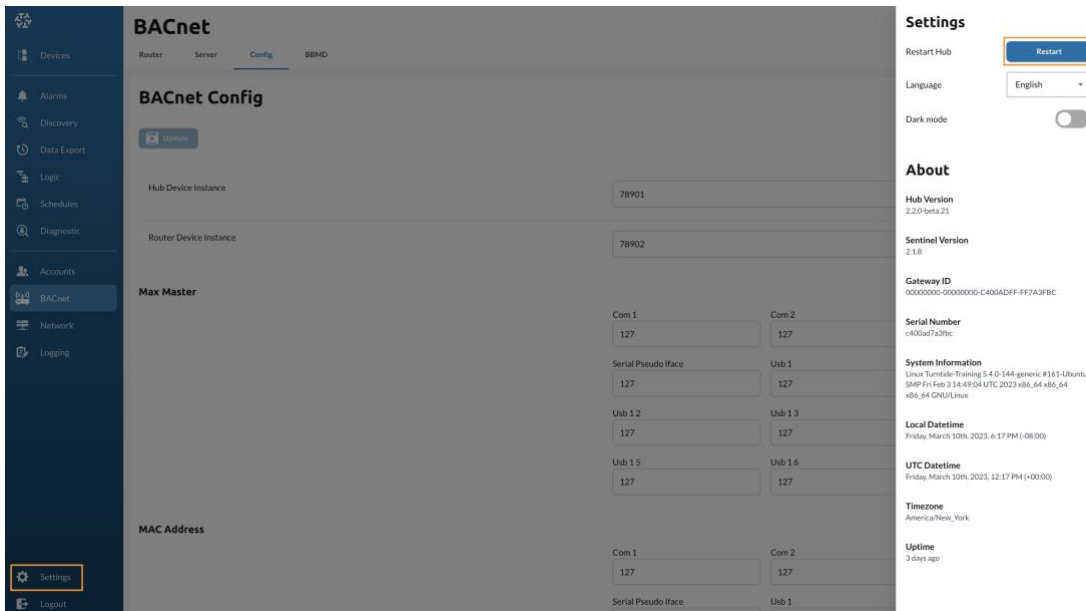 Devices
Alarms
Discovery
Data Export
Logic
Schedules
Diagnostic
Accounts
BACnet
Network
Logging
Settings
Logout
BACnet
Router Server Config BBMD
BACnet Config
Update
Hub Device Instance 78901
Router Device Instance 78902
Max Master
Com 1 Com 2
127 127
Serial Pseudo Iface Usb 1
127 127
Usb 1 2 Usb 1 3
127 127
Usb 1 5 Usb 1 6
127 127
MAC Address
Com 1 Com 2
127 127
Serial Pseudo Iface Usb 1
Settings
Restart Hub Restart
Language English
Dark mode
About
Hub Version
2.2.0-beta.21
Sentinel Version
2.1.8
Gateway ID
00000000-00000000-C400ADFF-FF7A3FBC
Serial Number
c400ad7a3fbc
System Information
Linux Turntide-Training 5.4.0-144-generic #161-Ubuntu
SMP Fri Feb 3 14:49:04 UTC 2023 x86_64 x86_64
x86_64 GNU/Linux
Local Datetime
Friday, March 10th, 2023, 6:17 PM (-08:00)
UTC Datetime
Friday, March 10th, 2023, 12:17 PM (+00:00)
Timezone
America/New_York
Uptime
3 days ago